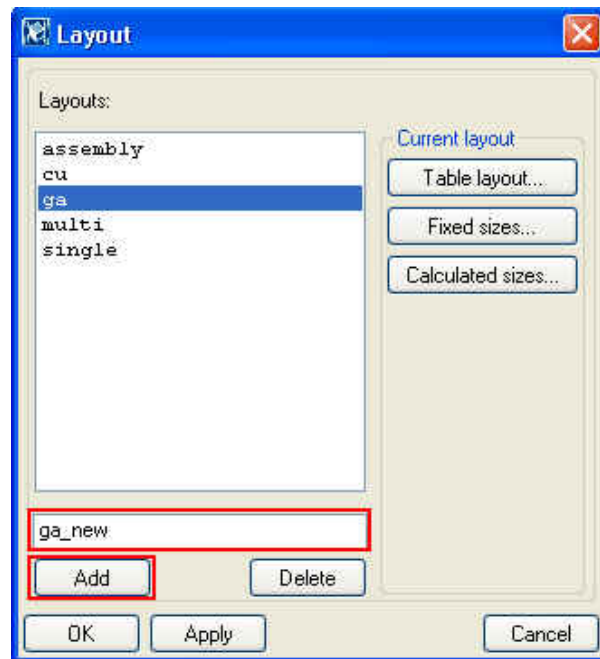 Layout
Layouts:
assembly
cu
ga
multi
single
Current layout
Table layout...
Fixed sizes...
Calculated sizes...
ga_new
Add
Delete
OK
Apply
Cancel